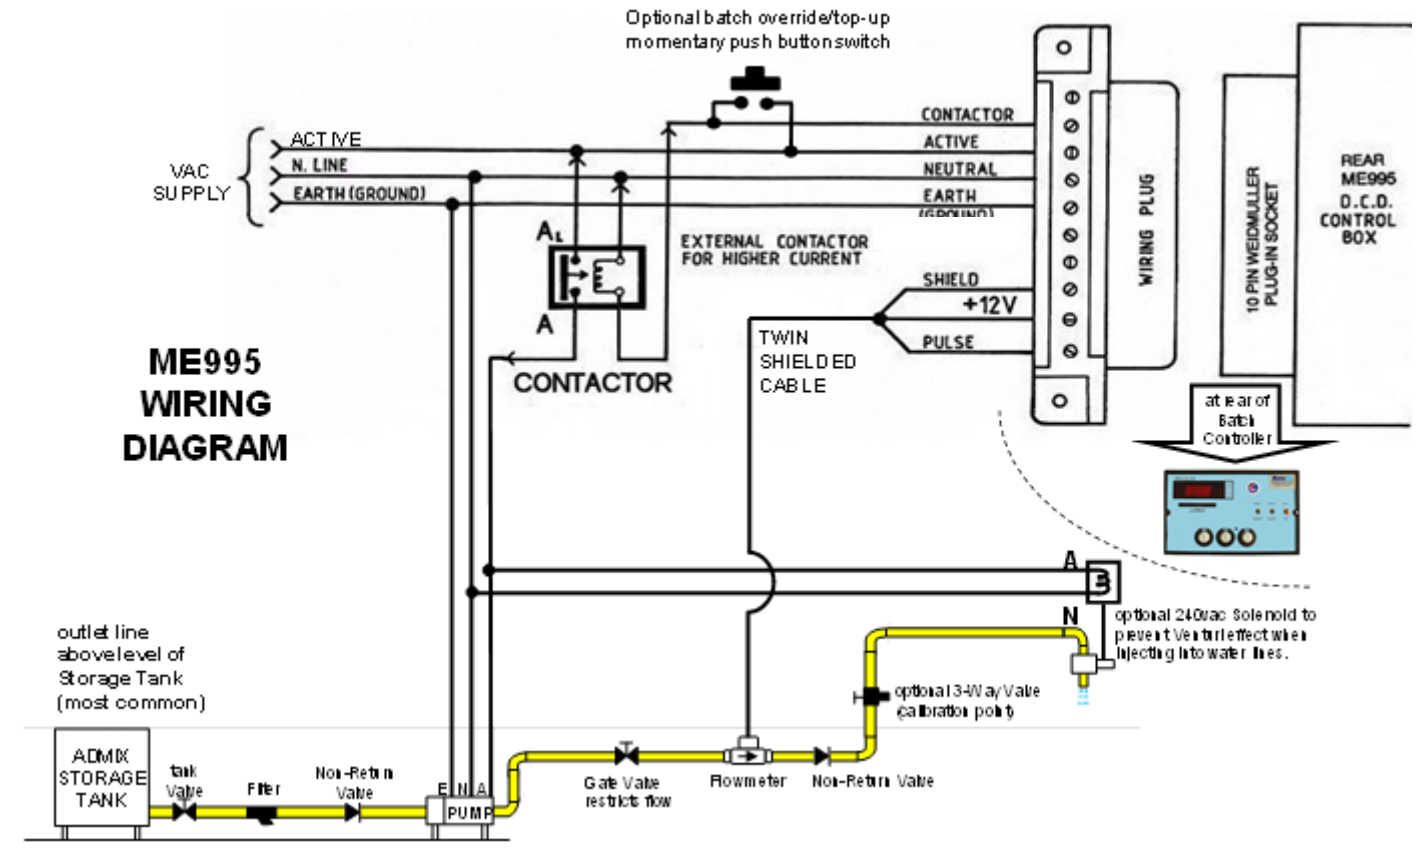 Optional batch override/top-up
momentary push button switch
CONTACTOR
ACTIVE
NEUTRAL
EARTH
(GROUND)
SHIELD
+12V
PULSE
WIRING PLUG
10 PIN WEIDMULLER
PLUG-IN SOCKET
REAR
ME995
D.C.D.
CONTROL
BOX
VAC
SUPPLY
ACTIVE
N. LINE
EARTH (GROUND)
AL
A
EXTERNAL CONTACTOR
FOR HIGHER CURRENT
CONTACTOR
TWIN
SHIELDED
CABLE
ME995
WIRING
DIAGRAM
at rear of
Batch
Controller
A
N
optional 240vac Solenoid to
prevent Venturi effect when
injecting into water lines.
outlet line
above level of
Storage Tank
(most common)
optional 3-Way Valve
(calibration point)
ADMIX
STORAGE
TANK
tank
Valve
Filter
Non-Return
Valve
E N A
PUMP
Gate Valve
restricts flow
Flowmeter
Non-Return Valve